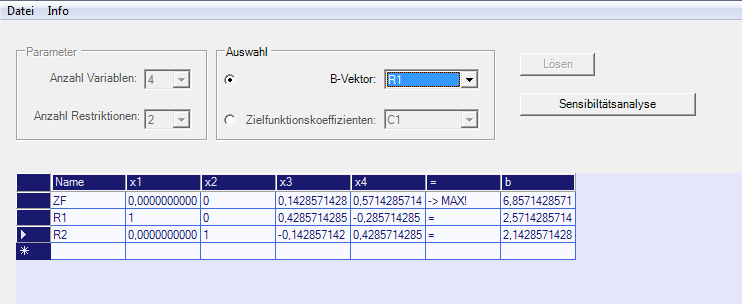 Datei Info
Parameter
Anzahl Variablen: 4
Anzahl Restriktionen: 2
Auswahl
B-Vektor: R1
Zielfunktionskoeffizienten: C1
Lösen
Sensibiltätsanalyse
Name x1 x2 x3 x4 = b
ZF 0,0000000000 0 0,1428571428 0,5714285714 -> MAX! 6,8571428571
R1 1 0 0,4285714285 -0,285714285 = 2,5714285714
R2 0,0000000000 1 -0,142857142 0,4285714285 = 2,1428571428